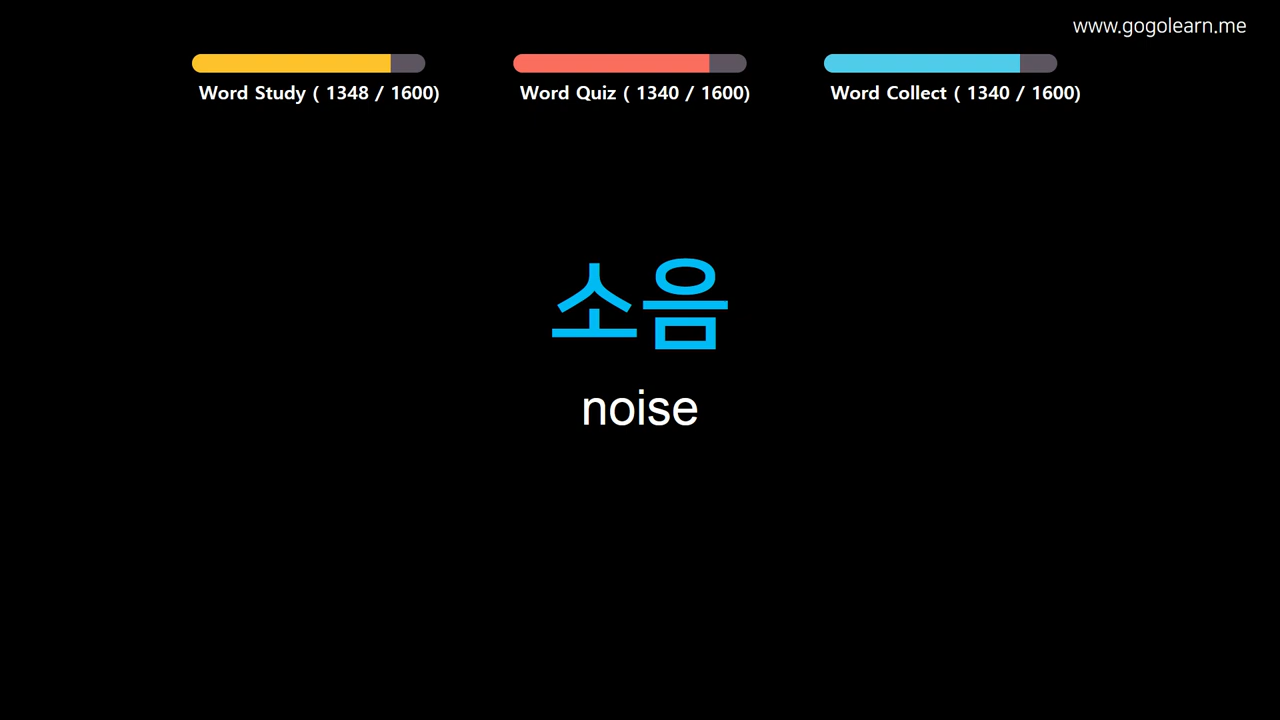 www.gogolearn.me
Word Study ( 1348 / 1600)
Word Quiz ( 1340 / 1600)
Word Collect ( 1340 / 1600)
소음
noise